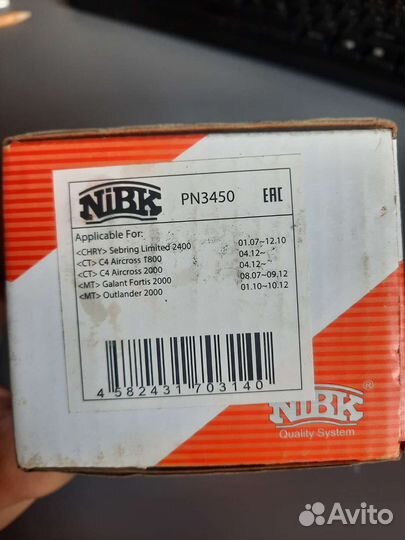 NiBK PN3450 EAC
Applicable For:
<CHRY> Sebring Limited 2400 01.07~12.10
<CT> C4 Aircross 1800 04.12~
<CT> C4 Aircross 2000 04.12~
<MT> Galant Fortis 2000 08.07~09.12
<MT> Outlander 2000 01.10~10.12
4 582431 703140
NiBK®
Quality System
Avito